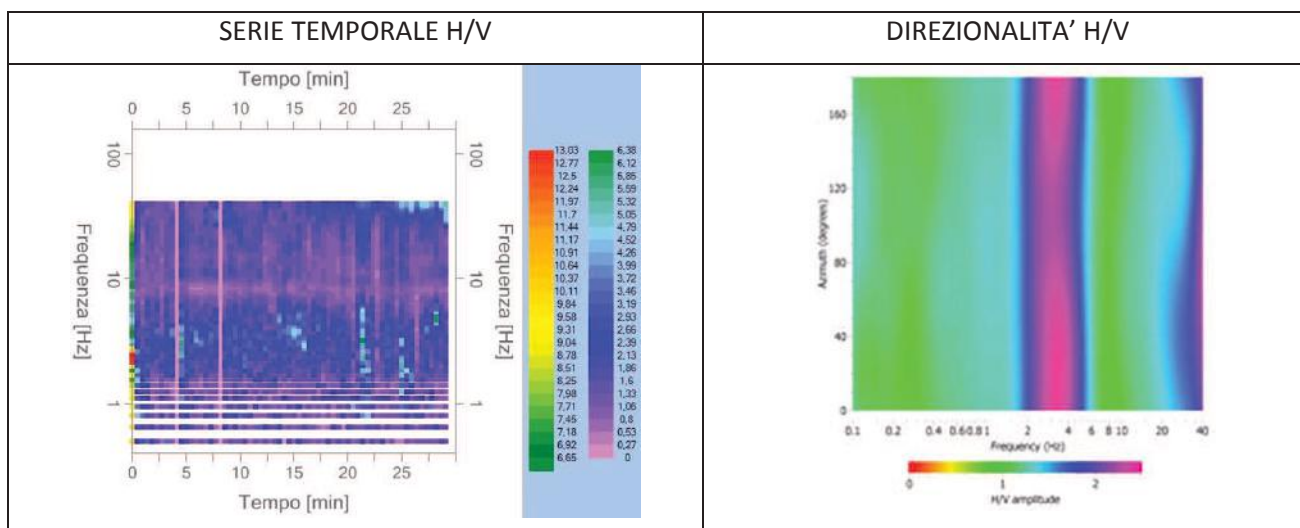 SERIE TEMPORALE H/V
DIREZIONALITA’ H/V
Tempo [min]
0 5 10 15 20 25
100 100
10 10
1 1
Frequenza [Hz]
Frequenza [Hz]
0 5 10 15 20 25
Tempo [min]
13,03 6,38
12,77 6,12
12,5 6,85
12,24 5,59
11,97 5,32
11,7 5,05
11,44 4,79
11,17 4,52
10,91 4,26
10,64 3,99
10,37 3,72
10,11 3,46
9,84 3,19
9,58 2,93
9,31 2,66
9,04 2,39
8,78 2,13
8,51 1,86
8,25 1,6
7,98 1,33
7,71 1,06
7,45 0,8
7,18 6,53
6,92 6,27
6,65 0
160
120
80
40
0
Azimuth (degrees)
0.1 0.2 0.4 0.6 0.8 1 2 4 6 8 10 20 40
Frequency (Hz)
0 1 2
H/V amplitude